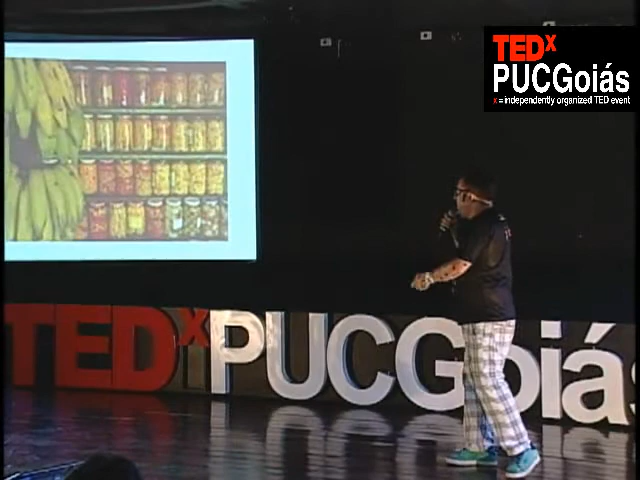 TEDx
PUCGoiás
x = independently organized TED event
TEDxPUCGoiás